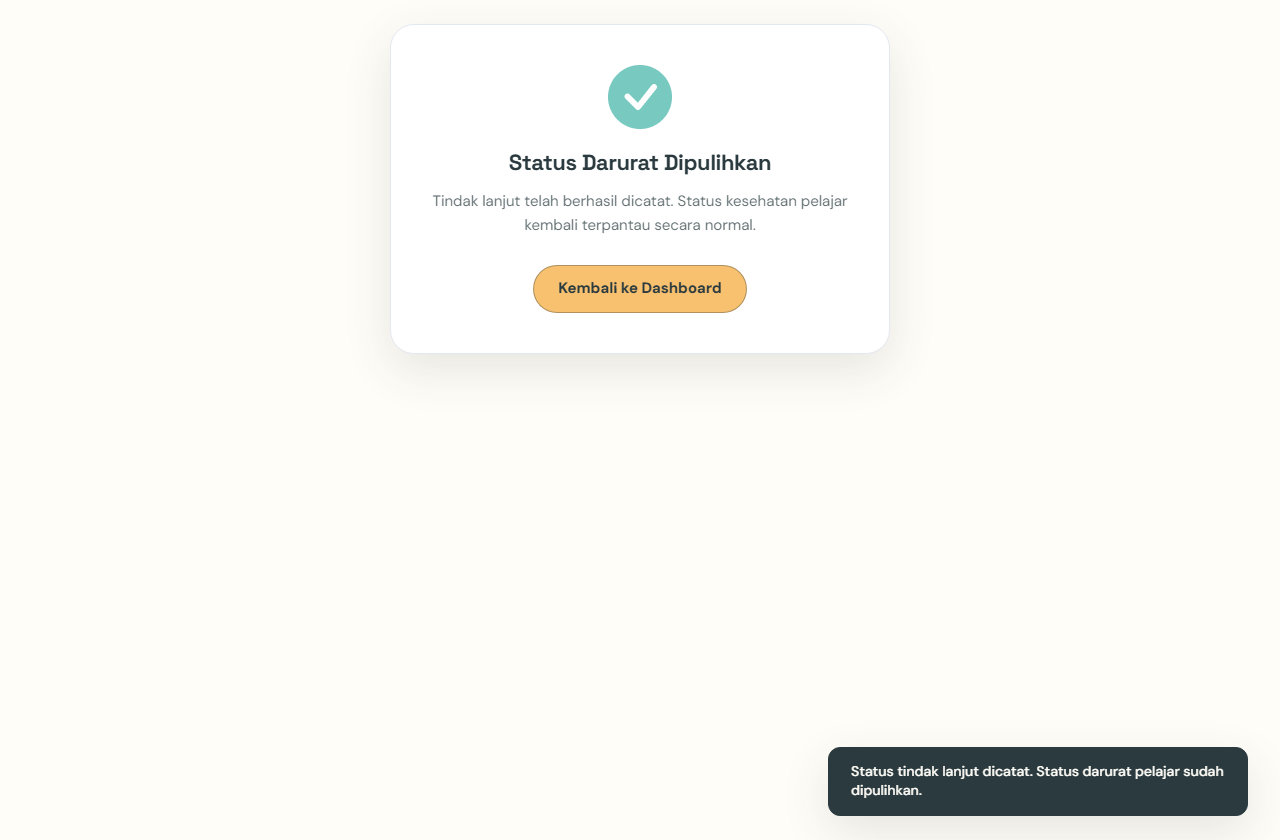 Status Darurat Dipulihkan
Tindak lanjut telah berhasil dicatat. Status kesehatan pelajar
kembali terpantau secara normal.
Kembali ke Dashboard
Status tindak lanjut dicatat. Status darurat pelajar sudah
dipulihkan.